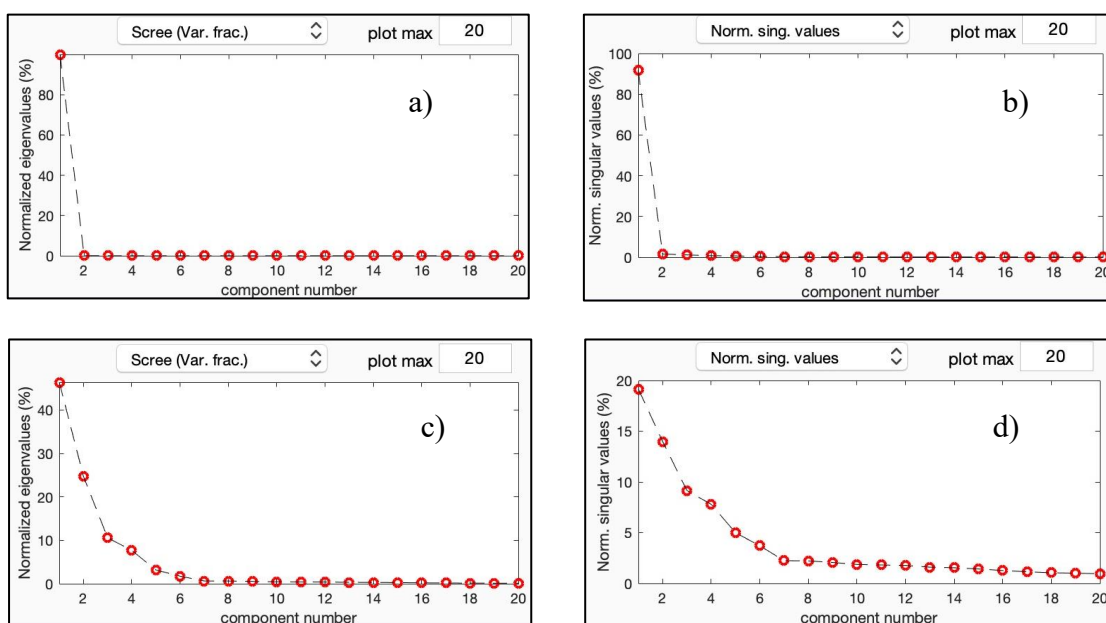 Scree (Var. frac.) plot max 20
Normalized eigenvalues (%)
80
60
40
20
0
a)
2 4 6 8 10 12 14 16 18 20
component number
Norm. sing. values plot max 20
Norm. singular values (%)
100
80
60
40
20
0
b)
2 4 6 8 10 12 14 16 18 20
component number
Scree (Var. frac.) plot max 20
Normalized eigenvalues (%)
40
30
20
10
0
c)
2 4 6 8 10 12 14 16 18 20
component number
Norm. sing. values plot max 20
Norm. singular values (%)
20
15
10
5
0
d)
2 4 6 8 10 12 14 16 18 20
component number